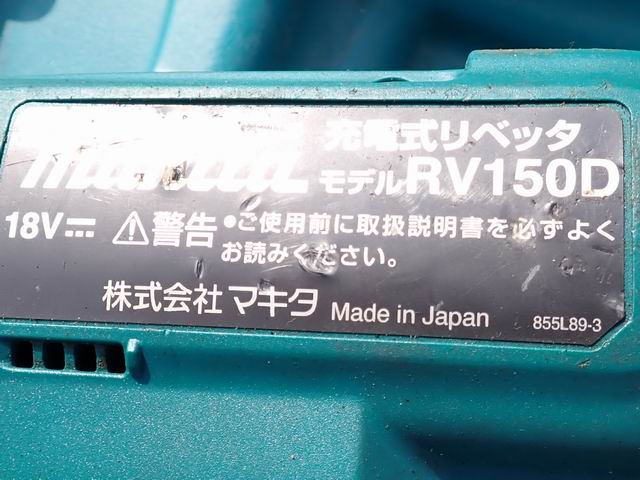 makita 充電式リベッタ
モデルRV150D
18V⎓ ⚠警告 •ご使用前に取扱説明書を必ずよく
お読みください。
株式会社マキタ Made in Japan 855L89-3